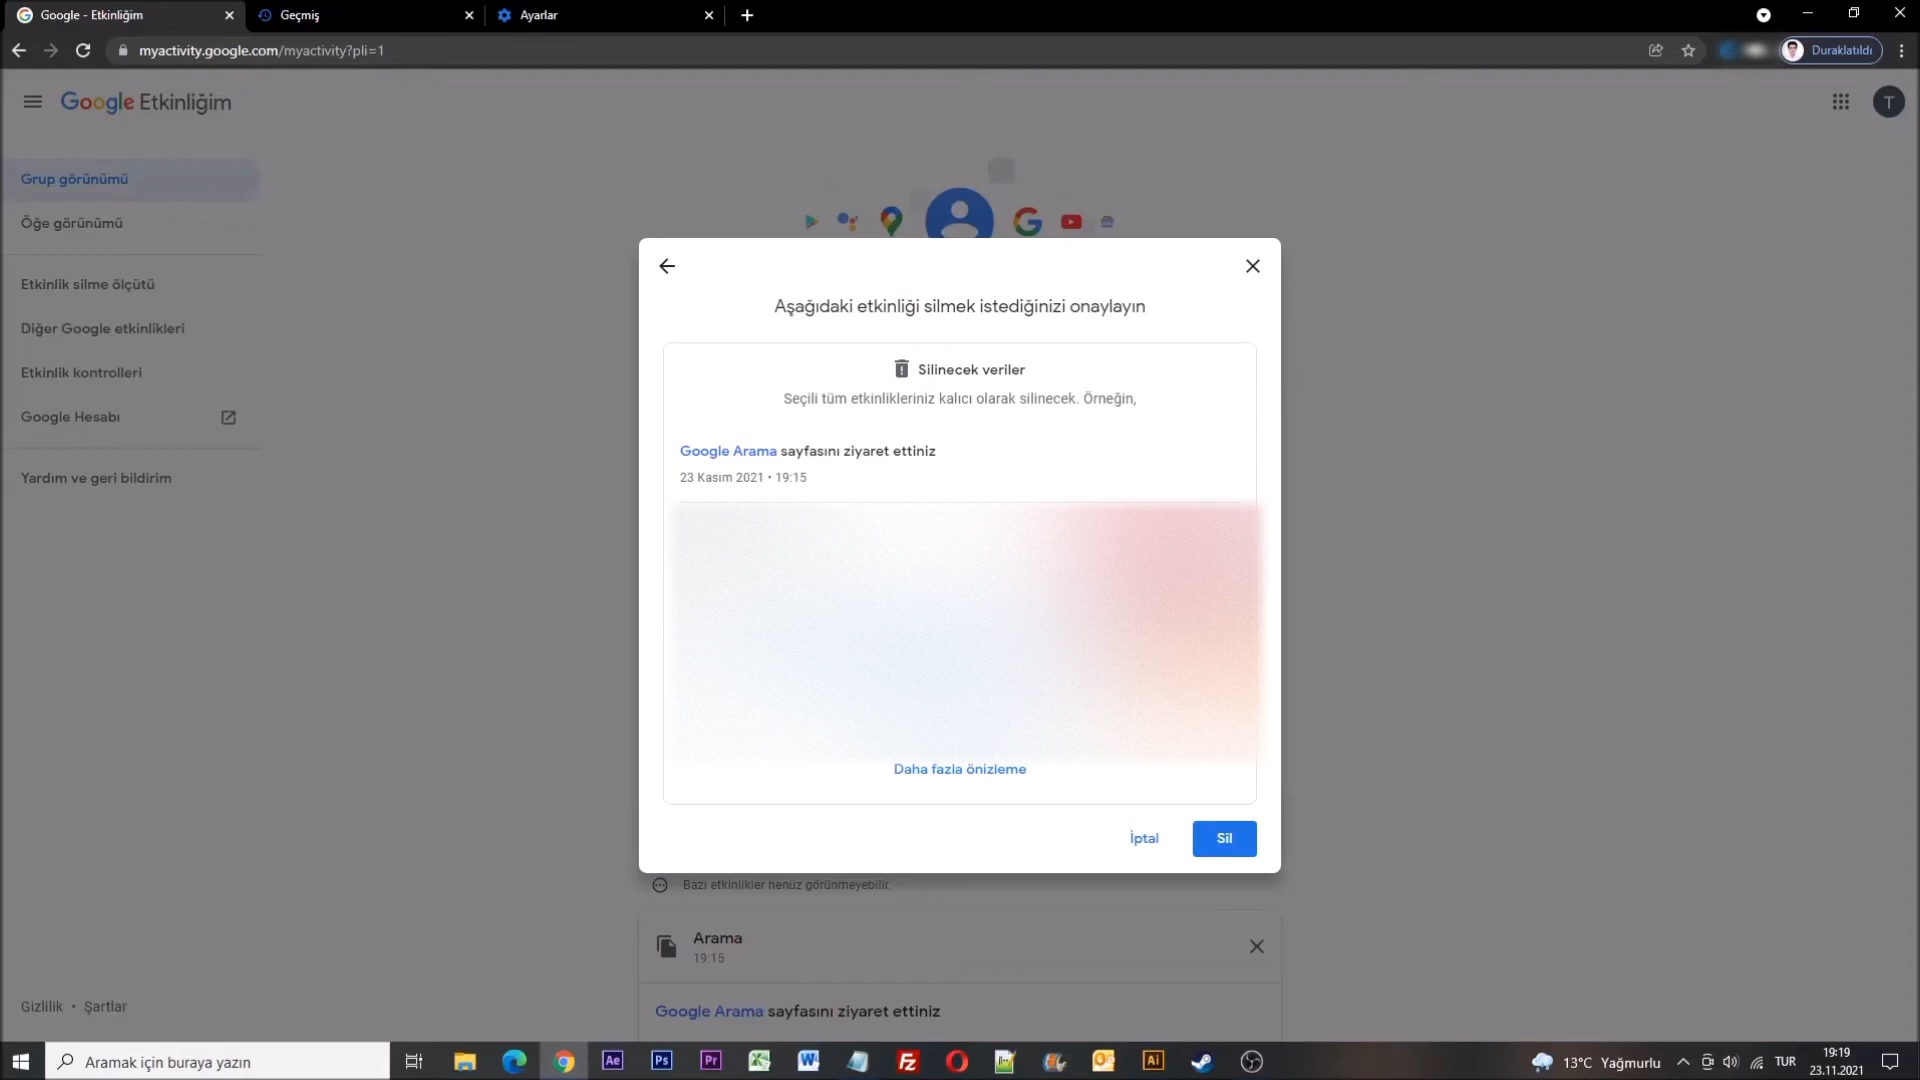 Google - Etkinliğim
Geçmiş
Ayarlar
myactivity.google.com/myactivity?pli=1
Duraklatıldı
Google Etkinliğim
T
Grup görünümü
Öğe görünümü
Etkinlik silme ölçütü
Diğer Google etkinlikleri
Etkinlik kontrolleri
Google Hesabı
Yardım ve geri bildirim
Aşağıdaki etkinliği silmek istediğinizi onaylayın
Silinecek veriler
Seçili tüm etkinlikleriniz kalıcı olarak silinecek. Örneğin,
Google Arama sayfasını ziyaret ettiniz
23 Kasım 2021 • 19:15
Daha fazla önizleme
İptal
Sil
Bazı etkinlikler henüz görünmeyebilir.
Arama
19:15
Google Arama sayfasını ziyaret ettiniz
Gizlilik • Şartlar
Aramak için buraya yazın
Ae
Ps
Pr
Ai
13°C Yağmurlu
TUR
19:19
23.11.2021